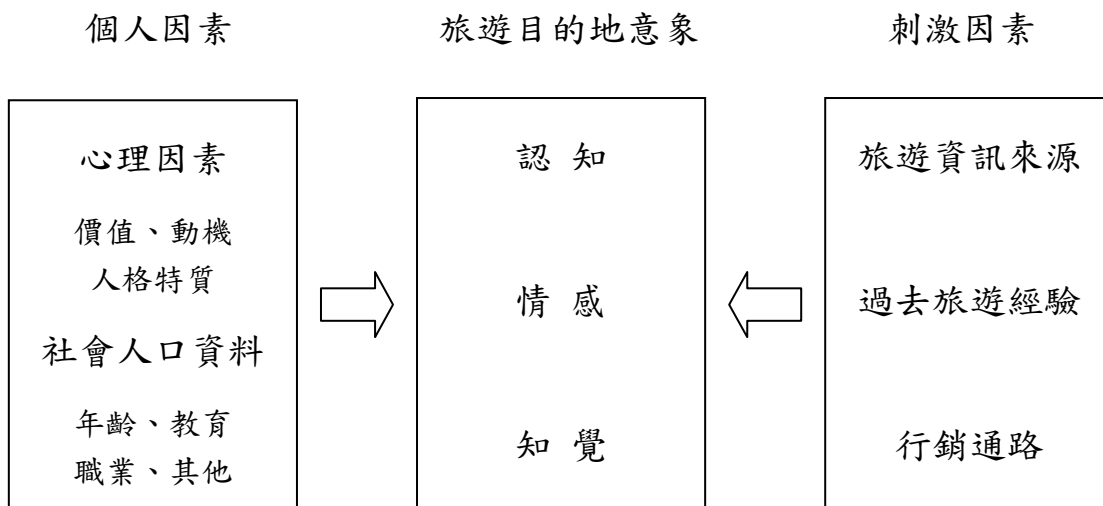 個人因素
旅遊目的地意象
刺激因素
心理因素
價值、動機
人格特質
社會人口資料
年齡、教育
職業、其他
認 知
情 感
知 覺
旅遊資訊來源
過去旅遊經驗
行銷通路